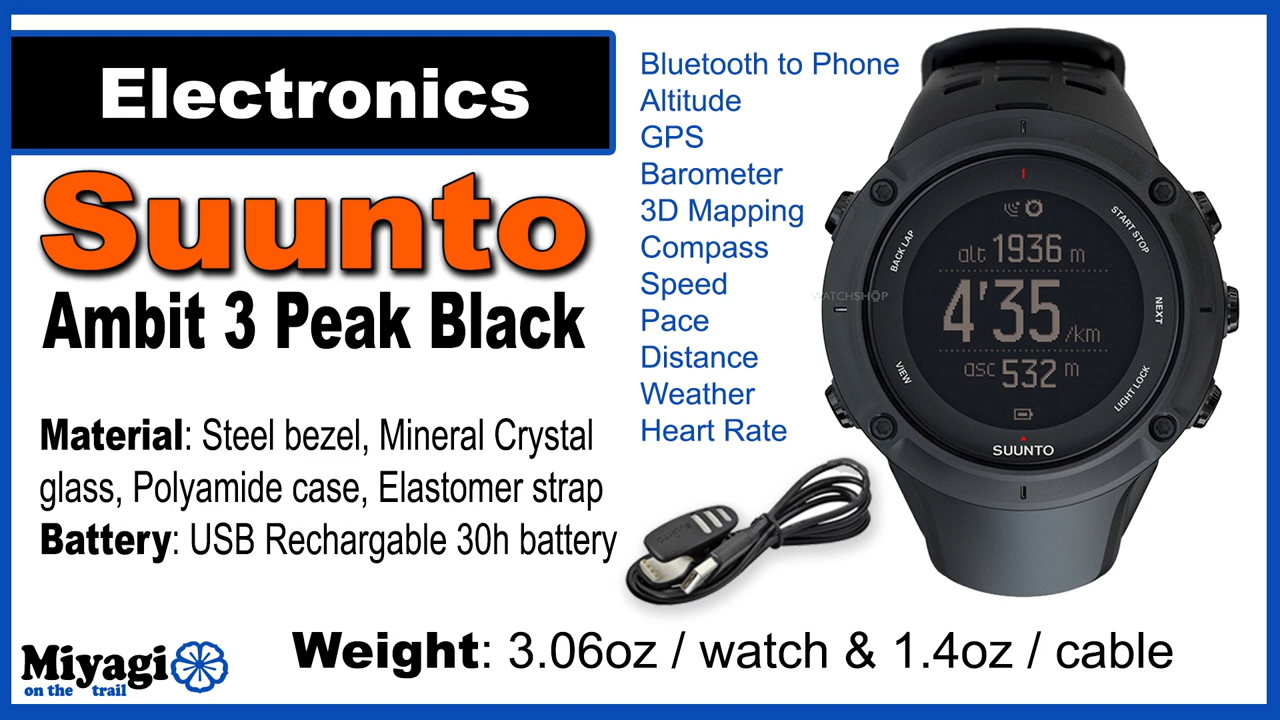 Electronics
Suunto
Ambit 3 Peak Black
Material: Steel bezel, Mineral Crystal
glass, Polyamide case, Elastomer strap
Battery: USB Rechargable 30h battery
Bluetooth to Phone
Altitude
GPS
Barometer
3D Mapping
Compass
Speed
Pace
Distance
Weather
Heart Rate
BACK LAP
START STOP
alt 1936 m
WATCHSHOP
4'35 /km
NEXT
asc 532 m
VIEW
LIGHT LOCK
SUUNTO
SUUNTO
Weight: 3.06oz / watch & 1.4oz / cable
Miyagi
on the trail